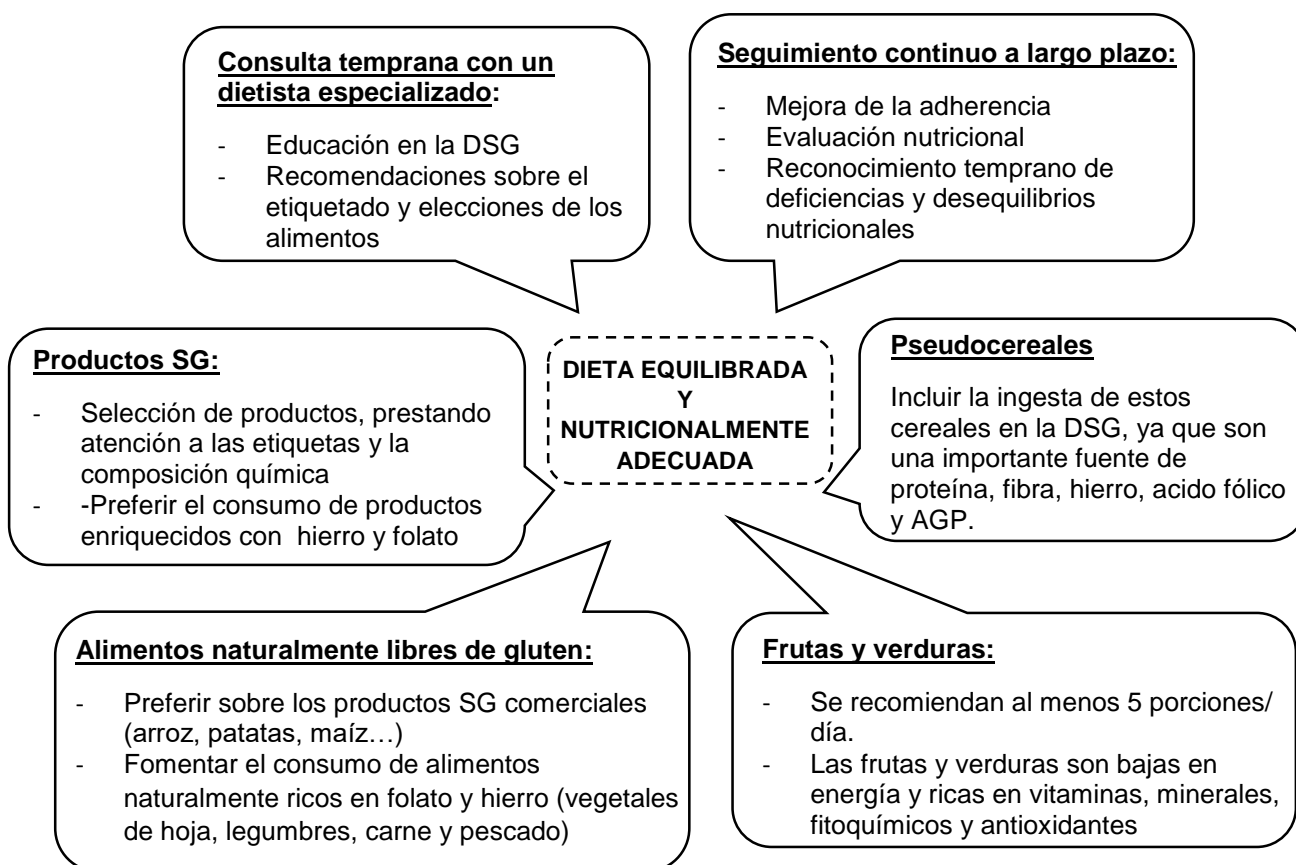 Consulta temprana con un
dietista especializado:
- Educación en la DSG
- Recomendaciones sobre el
etiquetado y elecciones de los
alimentos
Seguimiento continuo a largo plazo:
- Mejora de la adherencia
- Evaluación nutricional
- Reconocimiento temprano de
deficiencias y desequilibrios
nutricionales
Productos SG:
- Selección de productos, prestando
atención a las etiquetas y la
composición química
- -Preferir el consumo de productos
enriquecidos con hierro y folato
DIETA EQUILIBRADA
Y
NUTRICIONALMENTE
ADECUADA
Pseudocereales
Incluir la ingesta de estos
cereales en la DSG, ya que son
una importante fuente de
proteína, fibra, hierro, acido fólico
y AGP.
Alimentos naturalmente libres de gluten:
- Preferir sobre los productos SG comerciales
(arroz, patatas, maíz…)
- Fomentar el consumo de alimentos
naturalmente ricos en folato y hierro (vegetales
de hoja, legumbres, carne y pescado)
Frutas y verduras:
- Se recomiendan al menos 5 porciones/
día.
- Las frutas y verduras son bajas en
energía y ricas en vitaminas, minerales,
fitoquímicos y antioxidantes